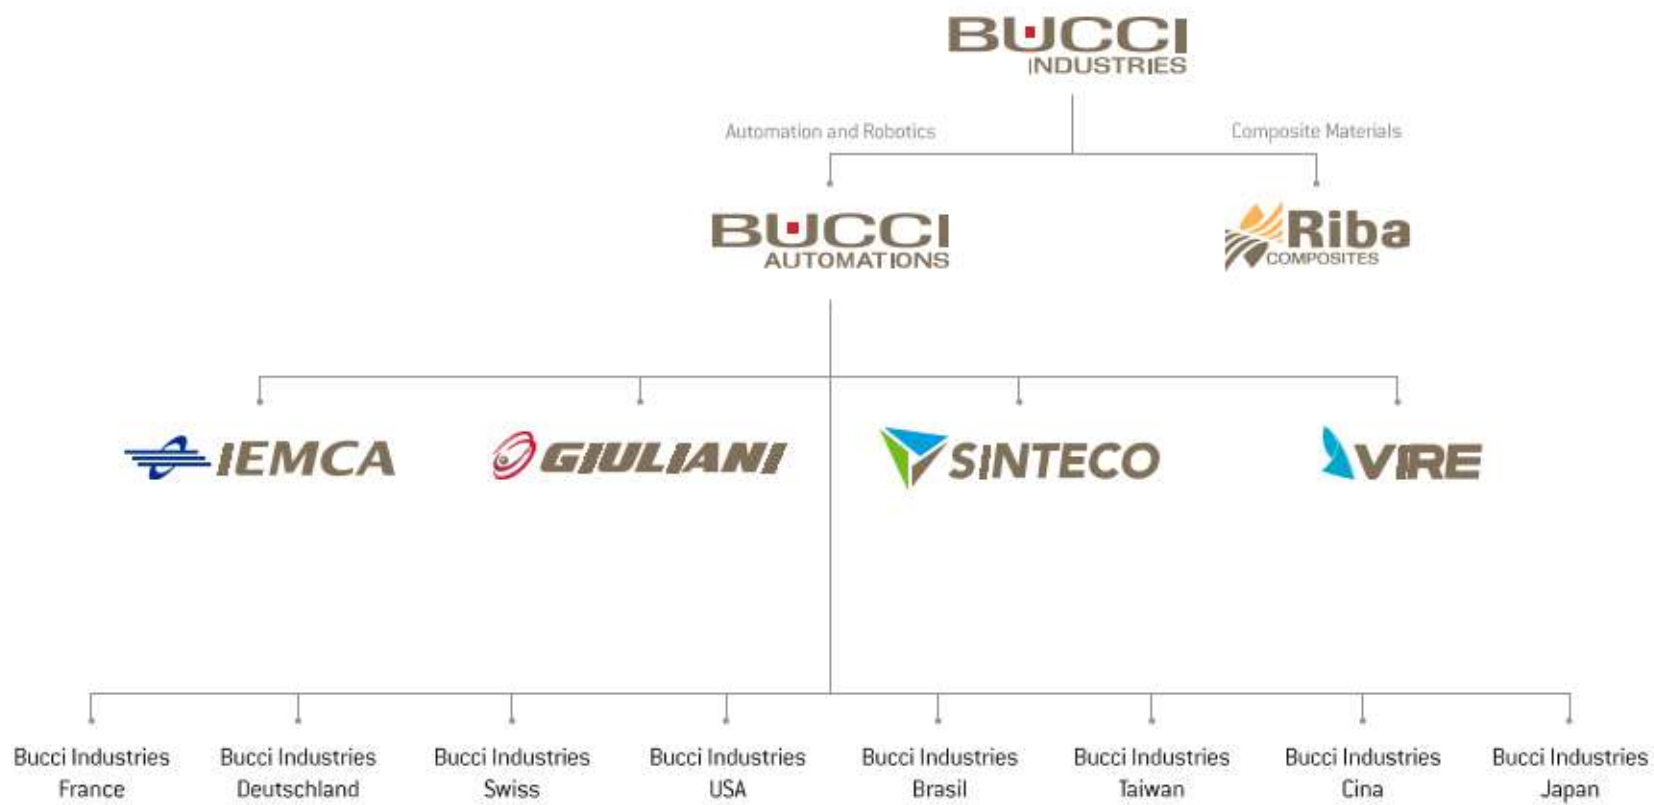 BUCCI
INDUSTRIES
Automation and Robotics
Composite Materials
BUCCI
AUTOMATIONS
Riba
COMPOSITES
IEMCA
GIULIANI
SINTECO
VIRE
Bucci Industries
France
Bucci Industries
Deutschland
Bucci Industries
Swiss
Bucci Industries
USA
Bucci Industries
Brasil
Bucci Industries
Taiwan
Bucci Industries
Cina
Bucci Industries
Japan